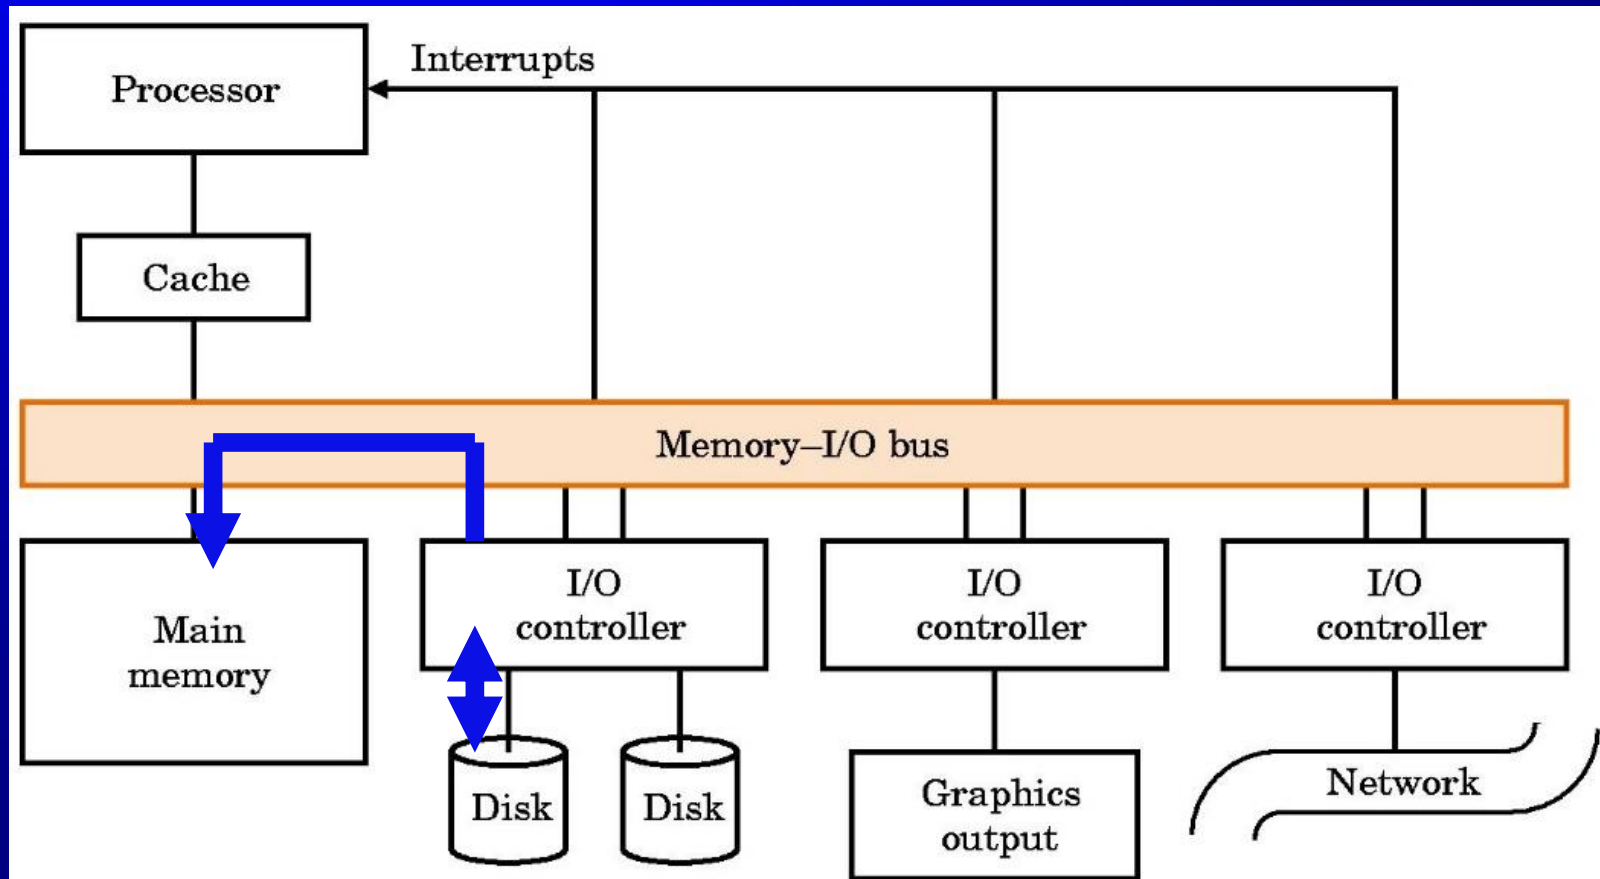 Interrupts
Processor
Cache
Memory–I/O bus
Main
memory
I/O
controller
I/O
controller
I/O
controller
Disk
Disk
Graphics
output
Network